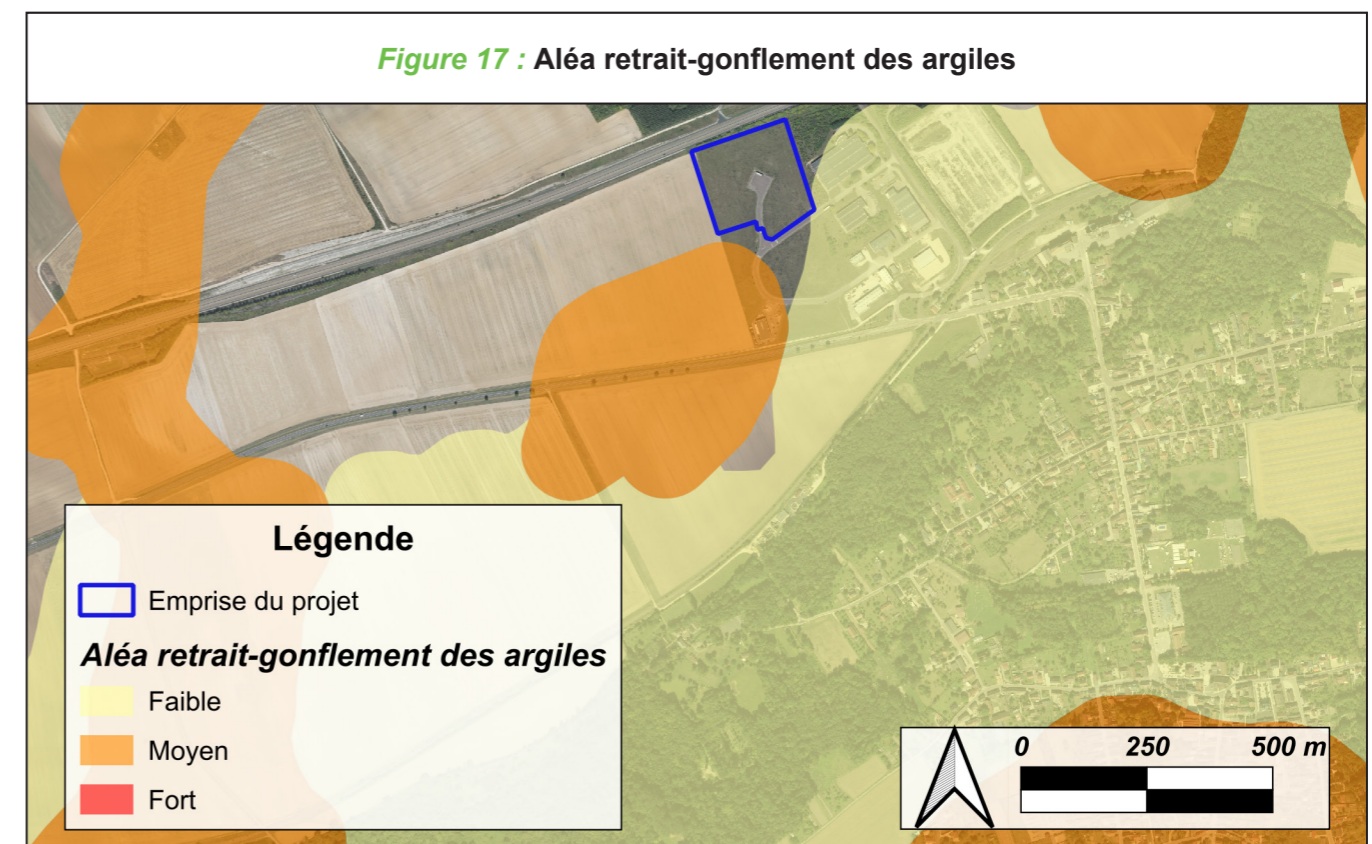 Figure 17 : Aléa retrait-gonflement des argiles
Légende
Emprise du projet
Aléa retrait-gonflement des argiles
Faible
Moyen
Fort
0 250 500 m